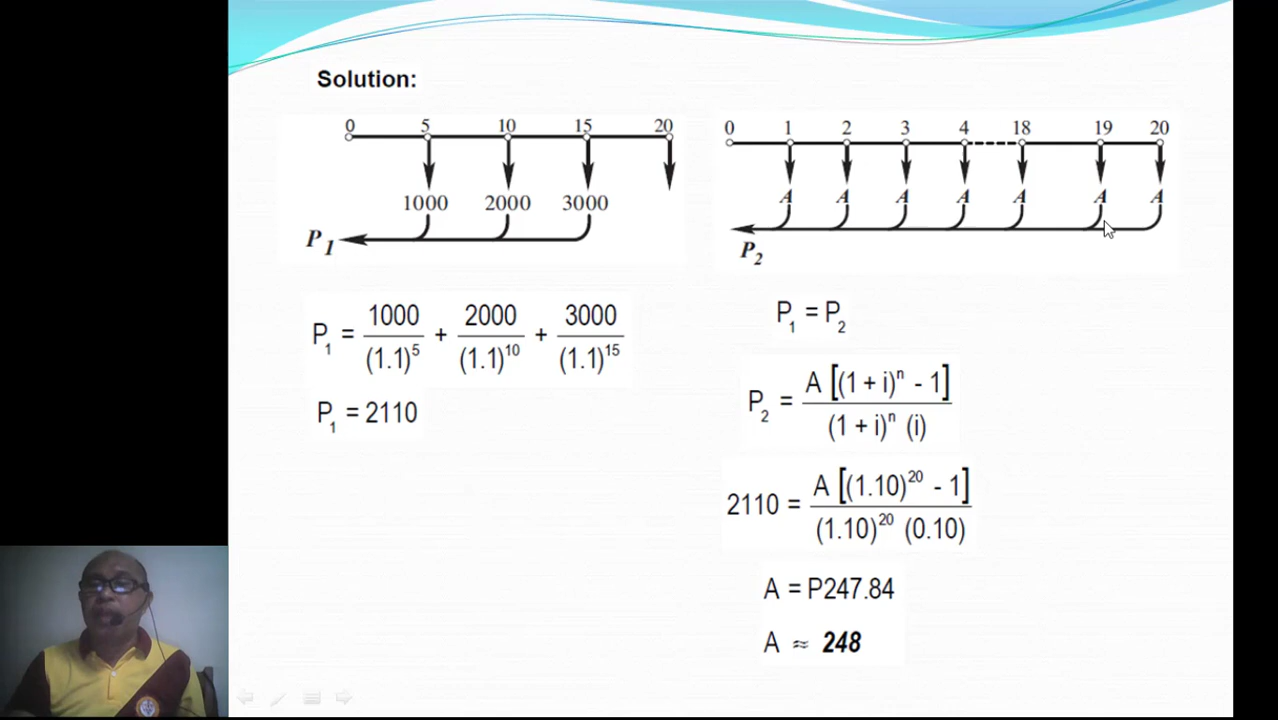 Solution:
0 5 10 15 20
1000 2000 3000
P₁
P₁ = 1000/(1.1)⁵ + 2000/(1.1)¹⁰ + 3000/(1.1)¹⁵
P₁ = 2110
0 1 2 3 4 18 19 20
A A A A A A A
P₂
P₁ = P₂
P₂ = A [(1 + i)ⁿ - 1] / (1 + i)ⁿ (i)
2110 = A [(1.10)²⁰ - 1] / (1.10)²⁰ (0.10)
A = P247.84
A ≈ 248